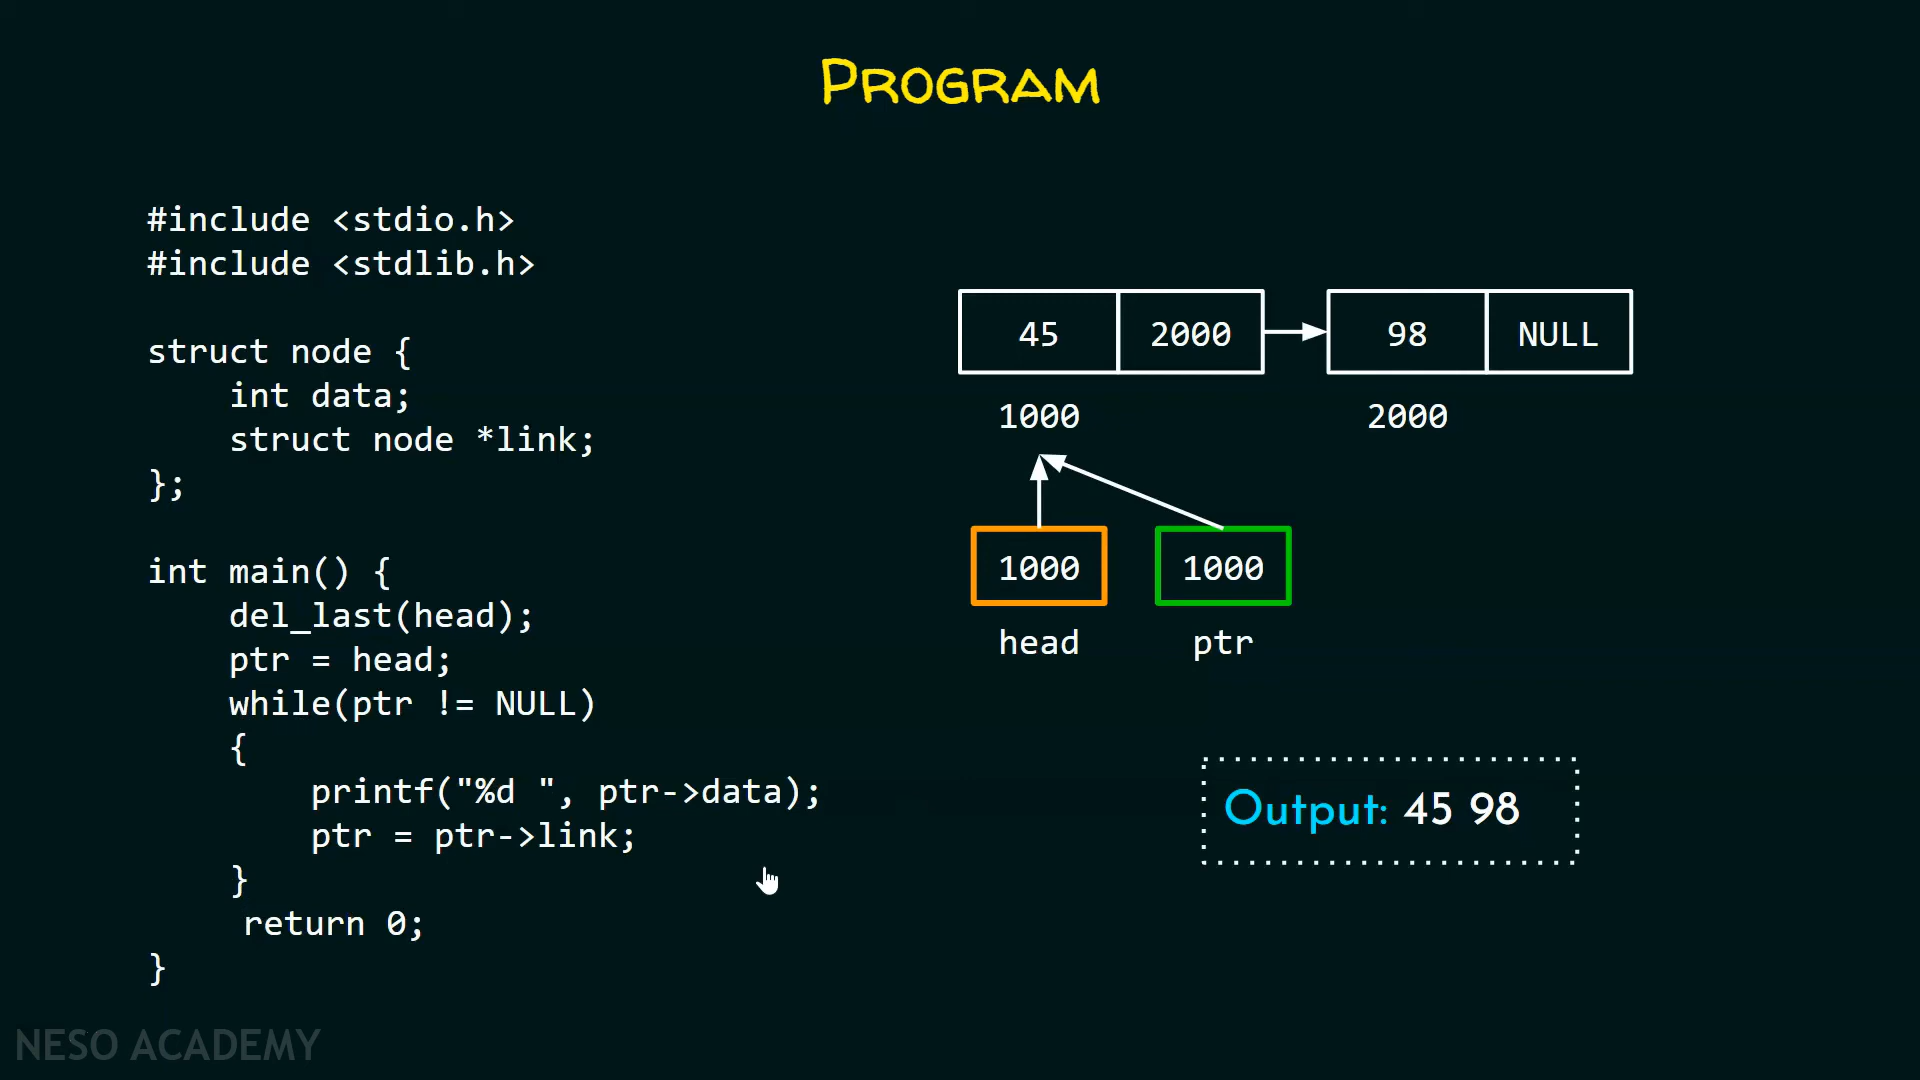 PROGRAM
#include <stdio.h>
#include <stdlib.h>
struct node {
int data;
struct node *link;
};
int main() {
del_last(head);
ptr = head;
while(ptr != NULL)
{
printf("%d ", ptr->data);
ptr = ptr->link;
}
return 0;
}
45 2000 98 NULL
1000 2000
1000 1000
head ptr
Output: 45 98
NESO ACADEMY